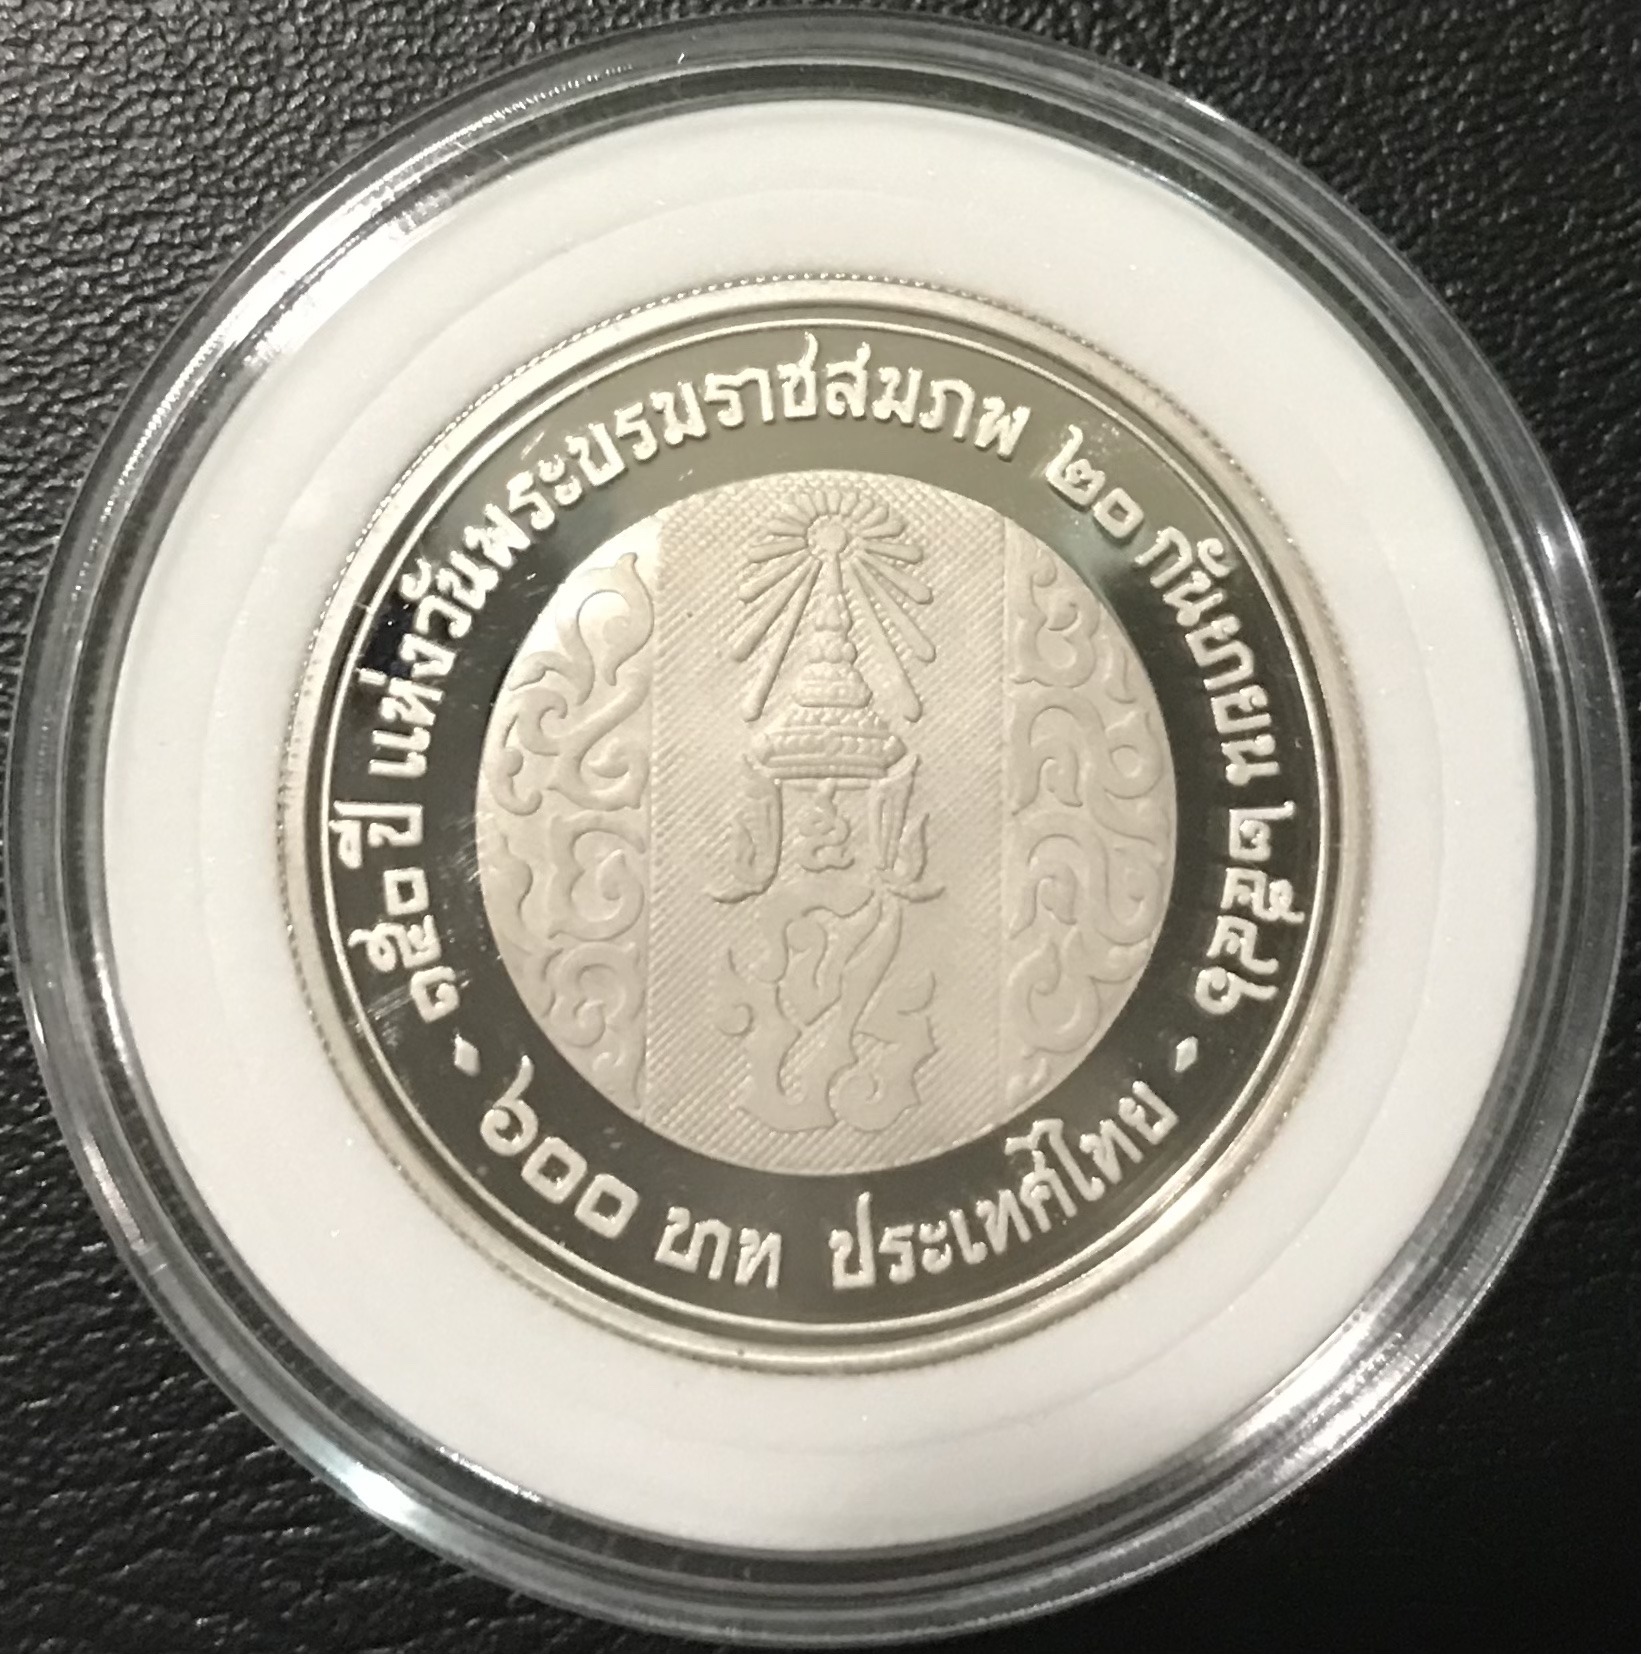 ๑๕๐ ปี แห่งวันพระบรมราชสมภพ ๒๐ กันยายน ๒๕๔๖
๖๐๐ บาท ประเทศไทย